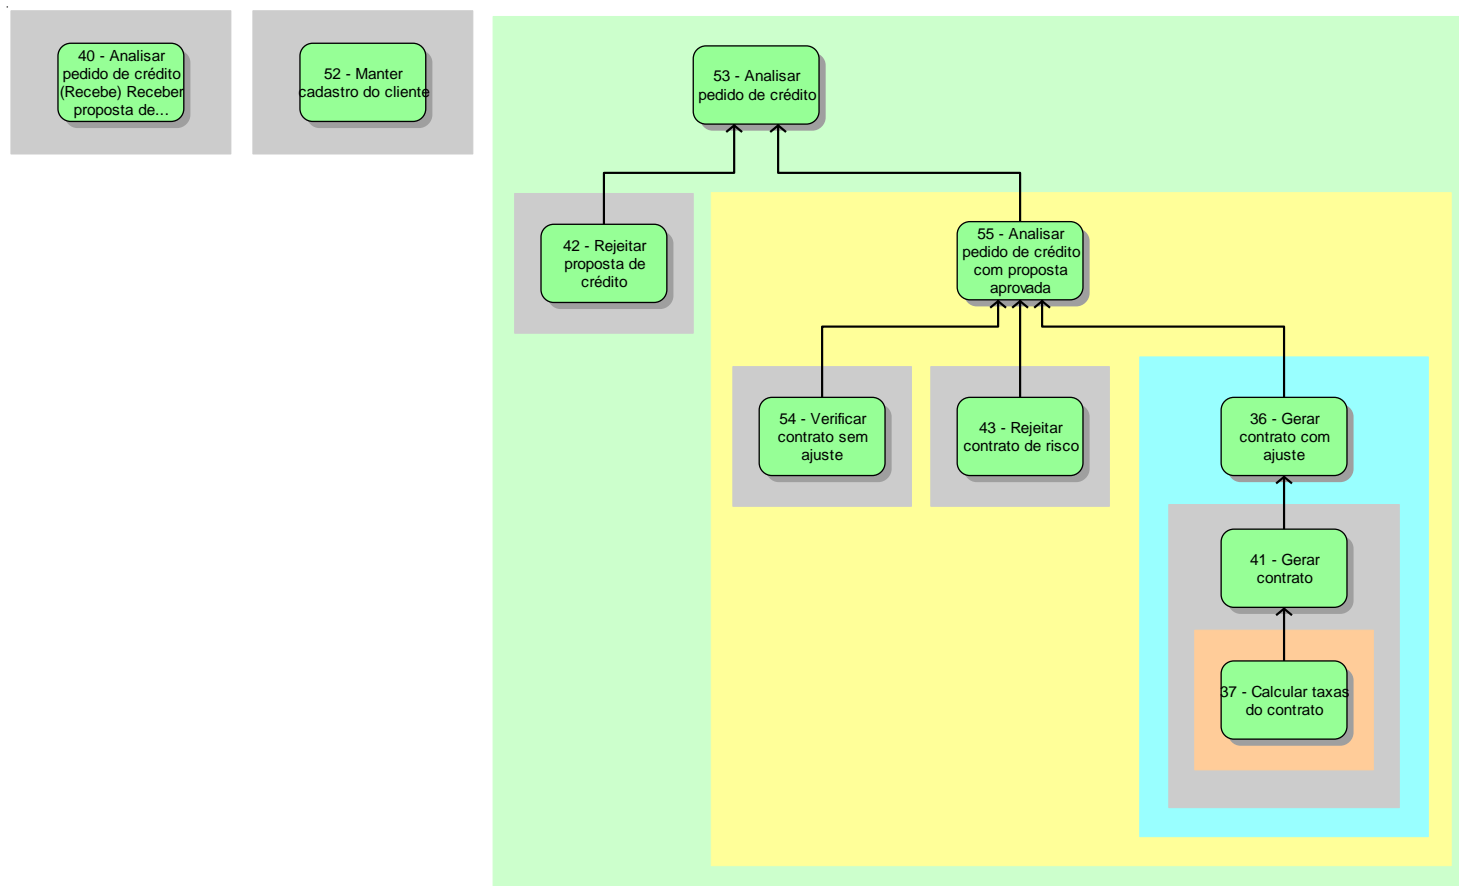 40 - Analisar
pedido de crédito
(Recebe) Receber
proposta de...
52 - Manter
cadastro do cliente
53 - Analisar
pedido de crédito
42 - Rejeitar
proposta de
crédito
55 - Analisar
pedido de crédito
com proposta
aprovada
54 - Verificar
contrato sem
ajuste
43 - Rejeitar
contrato de risco
36 - Gerar
contrato com
ajuste
41 - Gerar
contrato
37 - Calcular taxas
do contrato